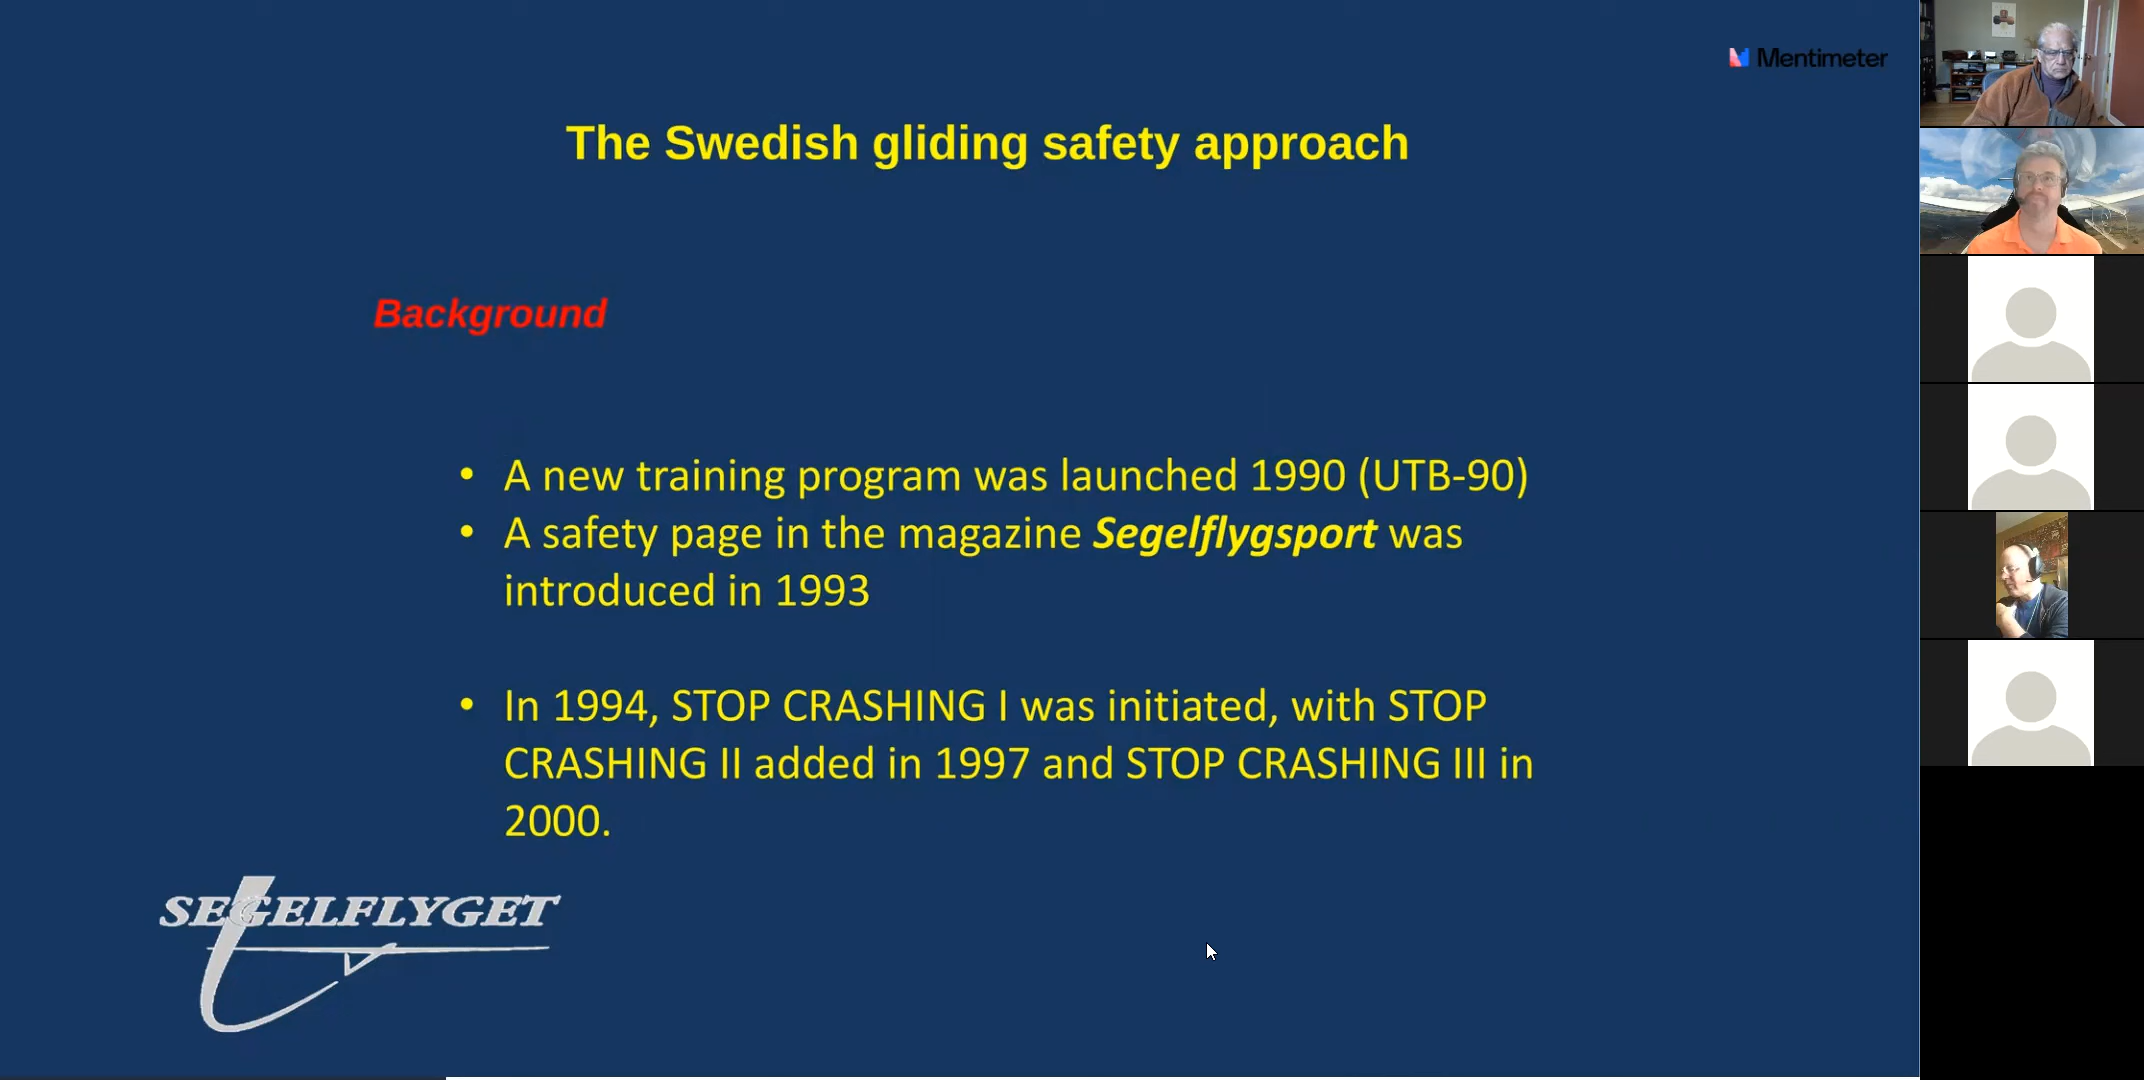 Mentimeter
The Swedish gliding safety approach
Background
• A new training program was launched 1990 (UTB-90)
• A safety page in the magazine Segelflygsport was
introduced in 1993
• In 1994, STOP CRASHING I was initiated, with STOP
CRASHING II added in 1997 and STOP CRASHING III in
2000.
SEGELFLYGET